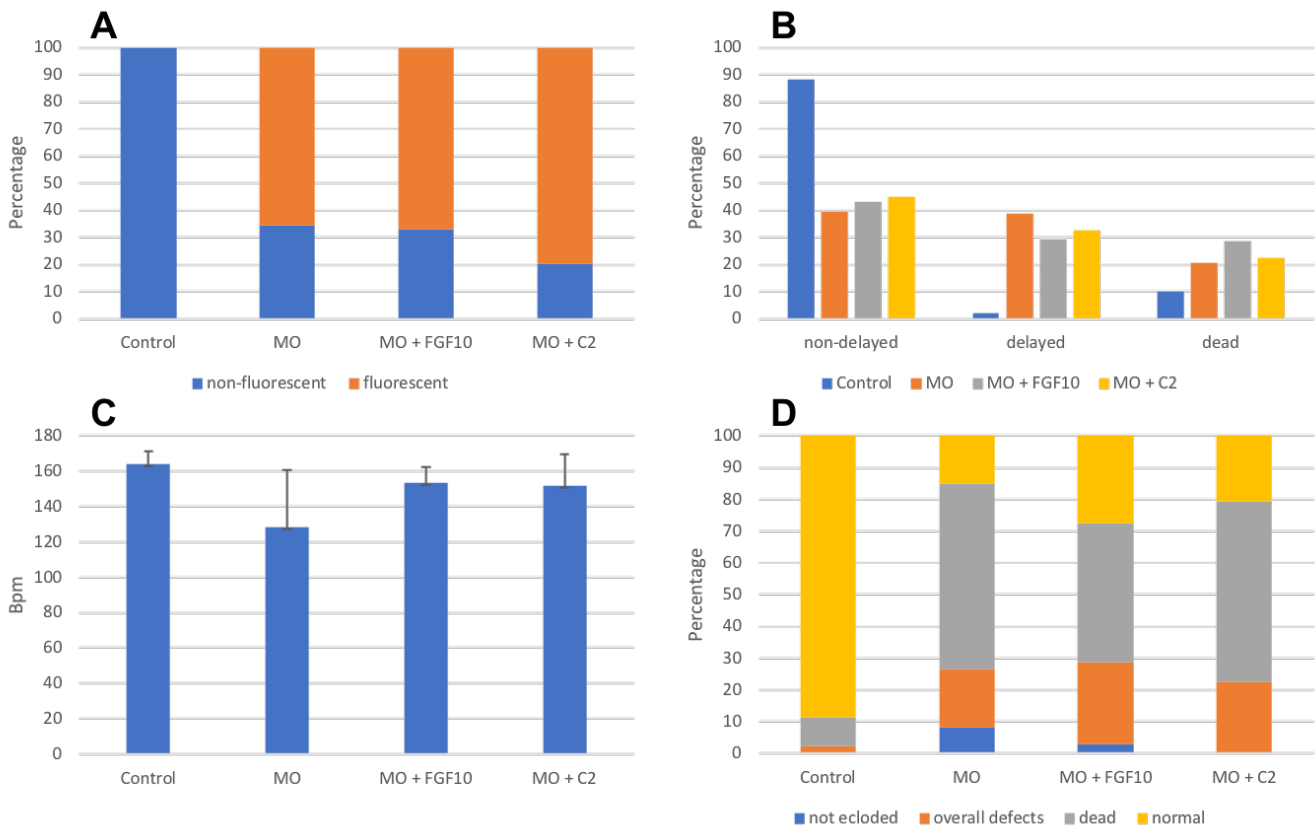 A
100
90
80
70
60
50
40
30
20
10
0
Percentage
Control MO MO + FGF10 MO + C2
non-fluorescent fluorescent
B
100
90
80
70
60
50
40
30
20
10
0
Percentage
non-delayed delayed dead
Control MO MO + FGF10 MO + C2
C
180
160
140
120
100
80
60
40
20
0
Bpm
Control MO MO + FGF10 MO + C2
D
100
90
80
70
60
50
40
30
20
10
0
Percentage
Control MO MO + FGF10 MO + C2
not ecloded overall defects dead normal